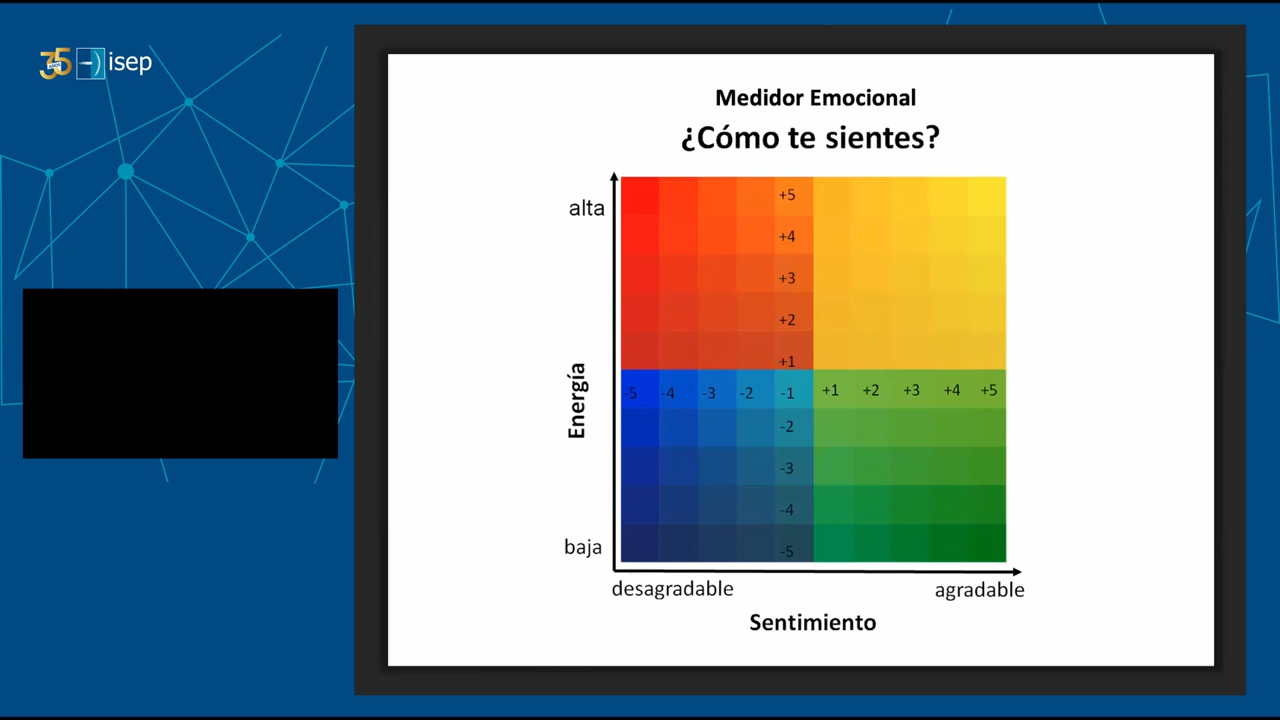 35
isep
Medidor Emocional
¿Cómo te sientes?
alta
+5
+4
+3
+2
+1
Energía
-5 -4 -3 -2 -1 +1 +2 +3 +4 +5
-2
-3
-4
-5
baja
desagradable agradable
Sentimiento